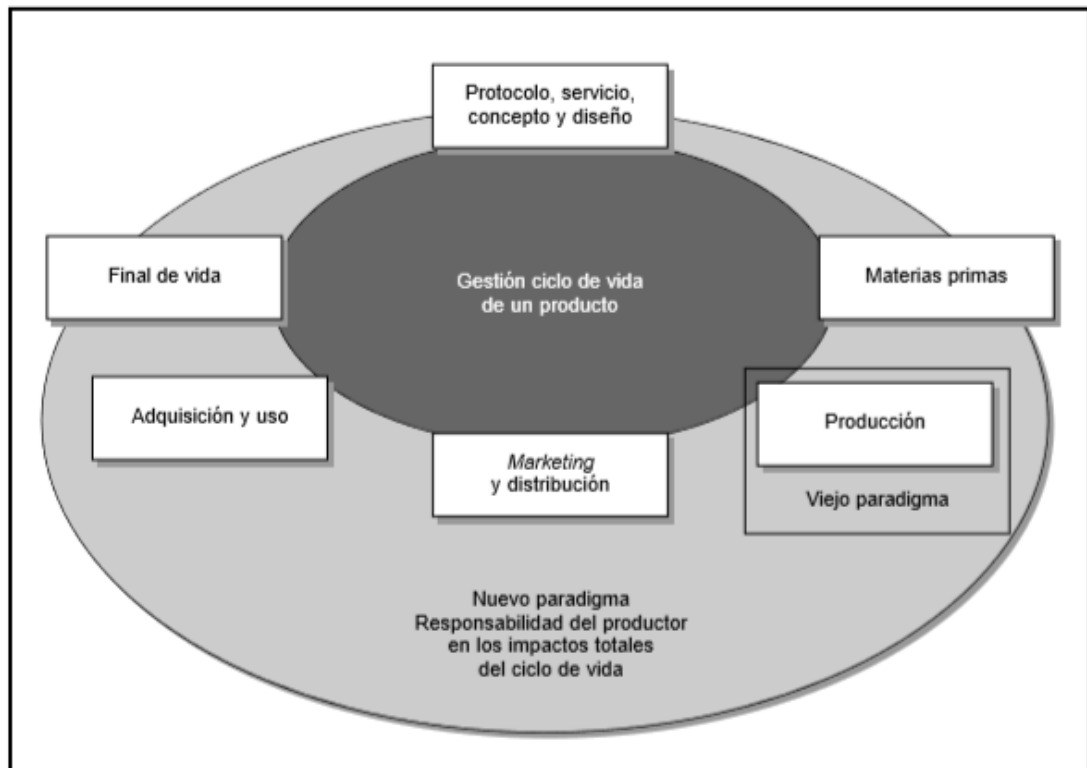 Protocolo, servicio,
concepto y diseño
Final de vida
Gestión ciclo de vida
de un producto
Materias primas
Adquisición y uso
Marketing
y distribución
Producción
Viejo paradigma
Nuevo paradigma
Responsabilidad del productor
en los impactos totales
del ciclo de vida